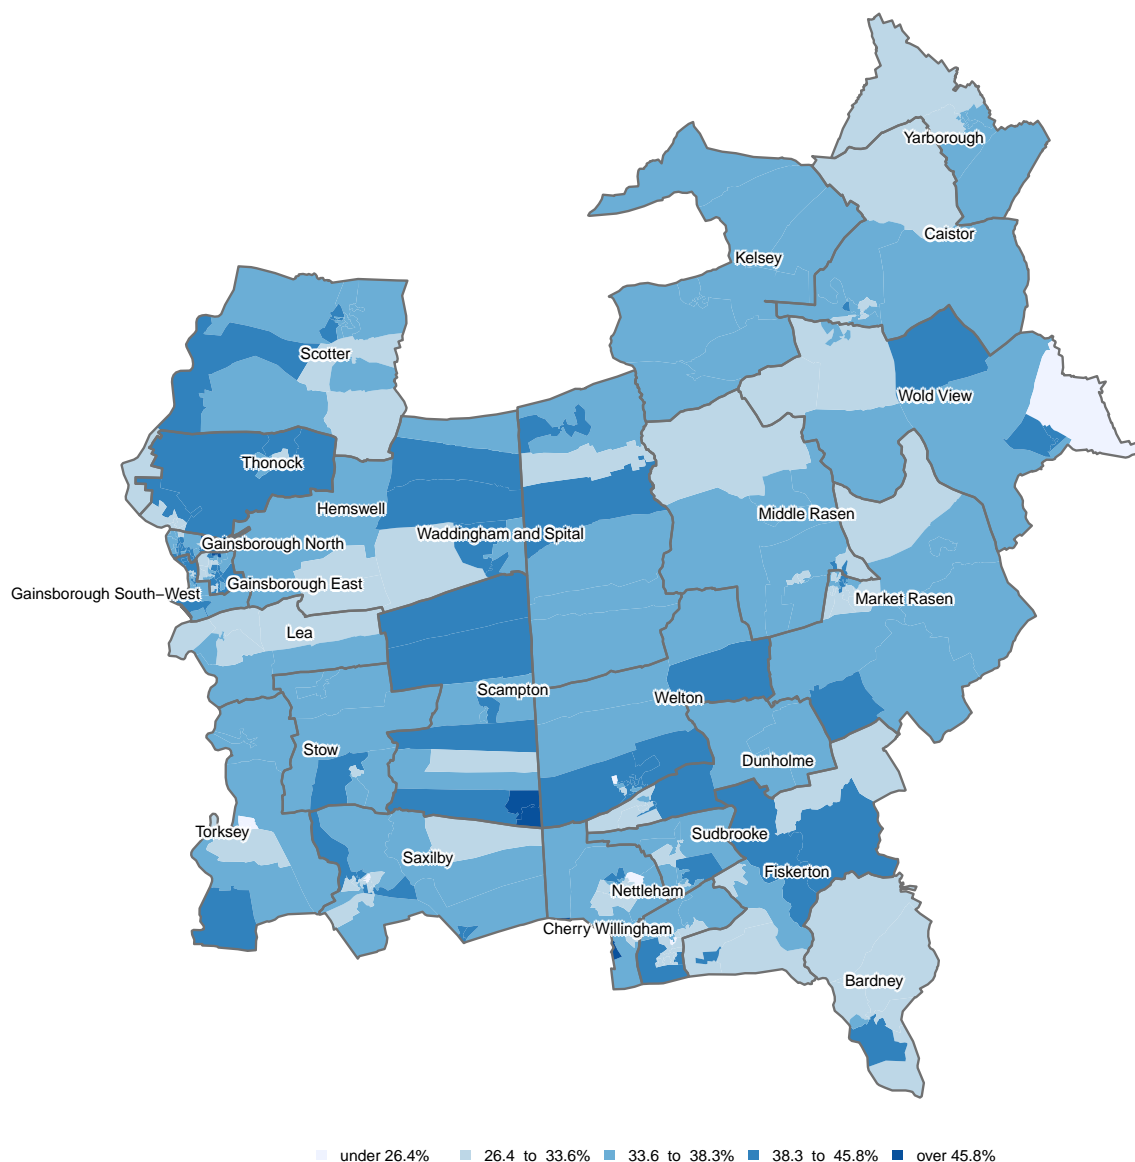 Yarborough
Caistor
Kelsey
Scotter
Wold View
Thonock
Hemswell
Middle Rasen
Waddingham and Spital
Gainsborough North
Gainsborough East
Gainsborough South−West
Market Rasen
Lea
Scampton
Welton
Stow
Dunholme
Torksey
Sudbrooke
Saxilby
Fiskerton
Nettleham
Cherry Willingham
Bardney
under 26.4% 26.4 to 33.6% 33.6 to 38.3% 38.3 to 45.8% over 45.8%